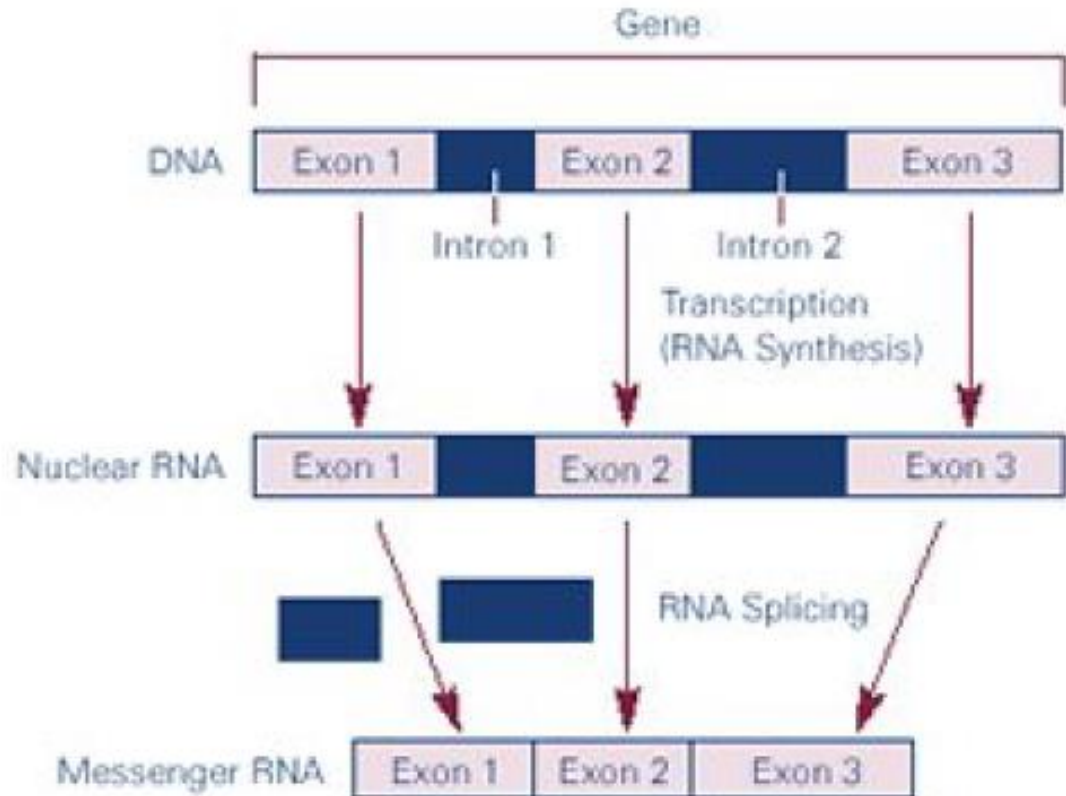 Gene
DNA Exon 1 Exon 2 Exon 3
Intron 1 Intron 2
Transcription
(RNA Synthesis)
Nuclear RNA Exon 1 Exon 2 Exon 3
RNA Splicing
Messenger RNA Exon 1 Exon 2 Exon 3